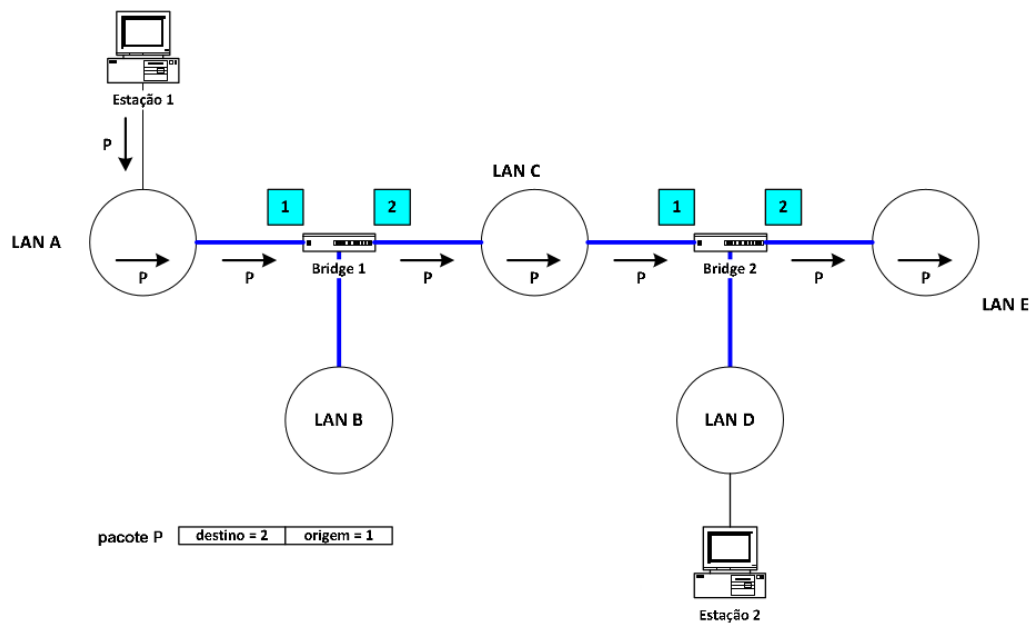 Estação 1
P
LAN C
1
2
1
2
LAN A
P
P
Bridge 1
P
P
P
Bridge 2
P
P
LAN E
LAN B
LAN D
pacote P
destino = 2
origem = 1
Estação 2